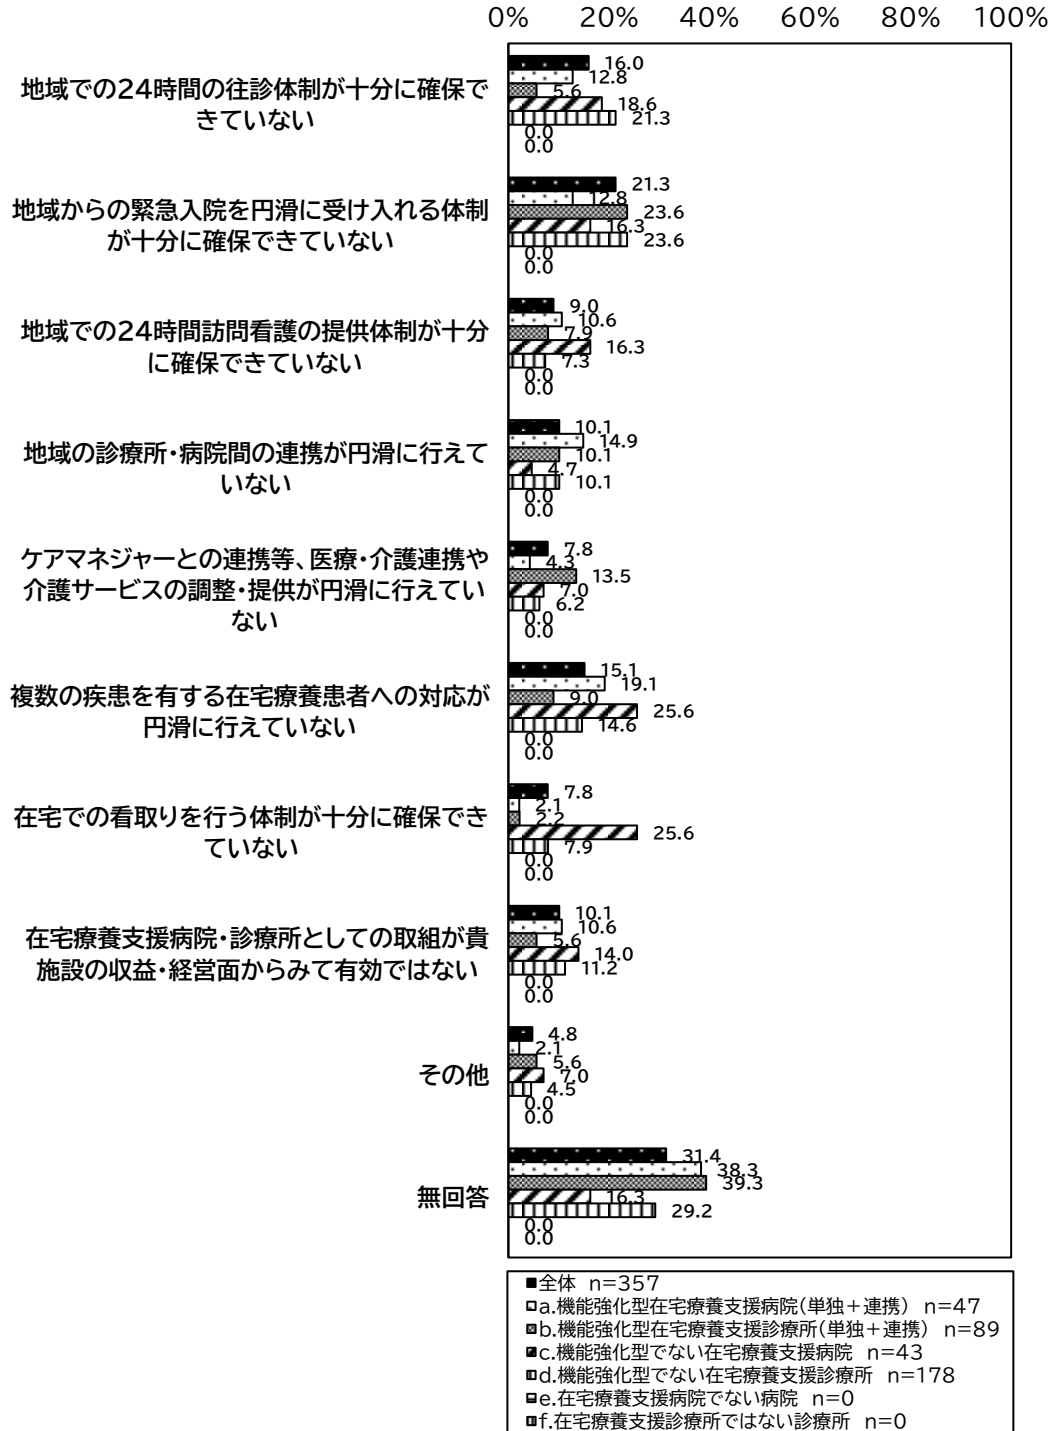 0% 20% 40% 60% 80% 100%
地域での24時間の往診体制が十分に確保で
きていない
16.0
12.8
5.6
18.6
21.3
0.0
0.0
地域からの緊急入院を円滑に受け入れる体制
が十分に確保できていない
21.3
12.8
23.6
16.3
23.6
0.0
0.0
地域での24時間訪問看護の提供体制が十分
に確保できていない
9.0
10.6
7.9
16.3
7.3
0.0
0.0
地域の診療所・病院間の連携が円滑に行えて
いない
10.1
14.9
10.1
4.7
10.1
0.0
0.0
ケアマネジャーとの連携等、医療・介護連携や
介護サービスの調整・提供が円滑に行えてい
ない
7.8
4.3
13.5
7.0
6.2
0.0
0.0
複数の疾患を有する在宅療養患者への対応が
円滑に行えていない
15.1
19.1
9.0
25.6
14.6
0.0
0.0
在宅での看取りを行う体制が十分に確保でき
ていない
7.8
2.1
2.2
25.6
7.9
0.0
0.0
在宅療養支援病院・診療所としての取組が貴
施設の収益・経営面からみて有効ではない
10.1
10.6
5.6
14.0
11.2
0.0
0.0
その他
4.8
2.1
5.6
7.0
4.5
0.0
0.0
無回答
31.4
38.3
39.3
16.3
29.2
0.0
0.0
全体 n=357
a.機能強化型在宅療養支援病院(単独+連携) n=47
b.機能強化型在宅療養支援診療所(単独+連携) n=89
c.機能強化型でない在宅療養支援病院 n=43
d.機能強化型でない在宅療養支援診療所 n=178
e.在宅療養支援病院でない病院 n=0
f.在宅療養支援診療所ではない診療所 n=0